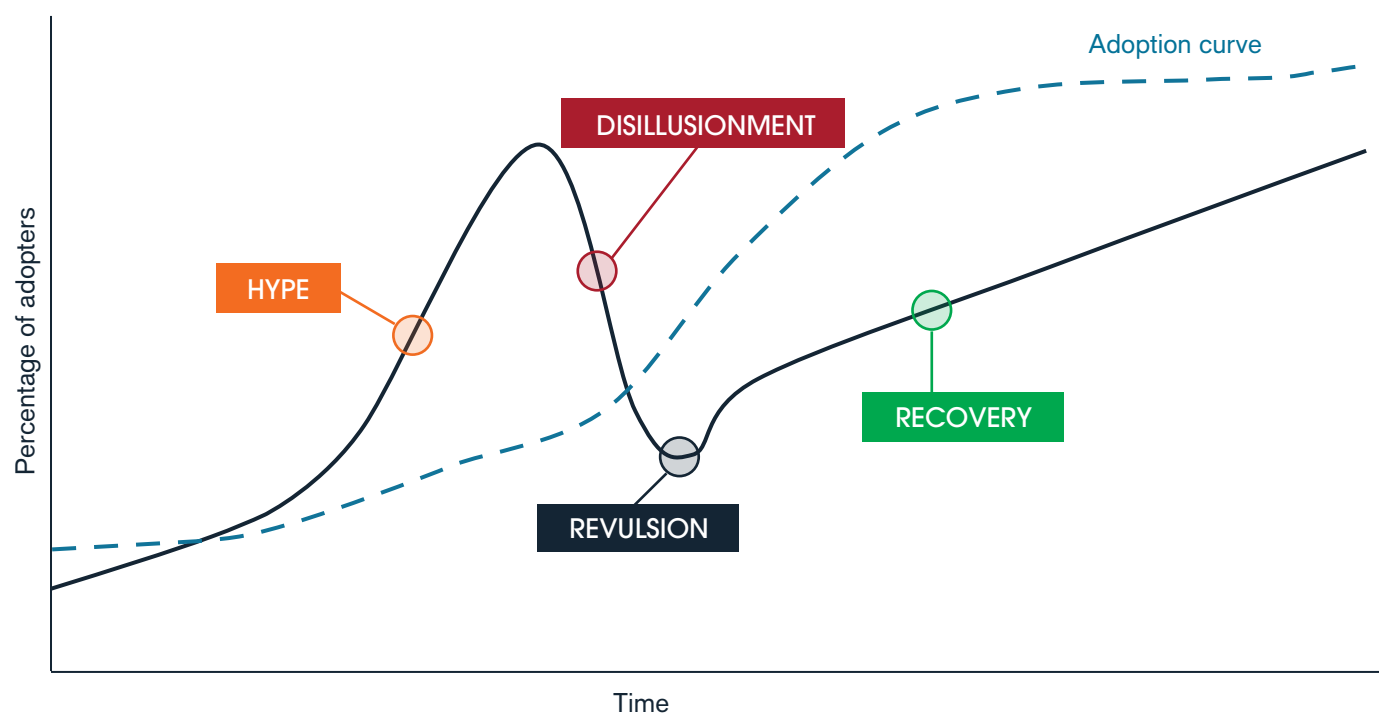 Adoption curve
DISILLUSIONMENT
HYPE
RECOVERY
REVULSION
Percentage of adopters
Time